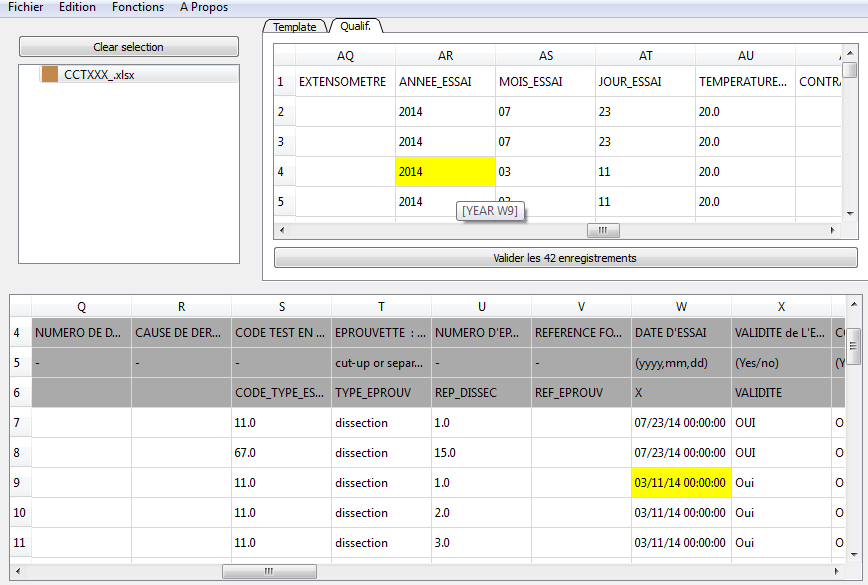 Fichier Edition Fonctions A Propos
Template Qualif.
Clear selection
CCTXXX_.xlsx
AQ AR AS AT AU
1 EXTENSOMETRE ANNEE_ESSAI MOIS_ESSAI JOUR_ESSAI TEMPERATURE... CONTRA
2 2014 07 23 20.0
3 2014 07 23 20.0
4 2014 03 11 20.0
5 2014 11 20.0
[YEAR W9]
Valider les 42 enregistrements
Q R S T U V W X
4 NUMERO DE D... CAUSE DE DER... CODE TEST EN ... EPROUVETTE : ... NUMERO D'EP... REFERENCE FO... DATE D'ESSAI VALIDITE de L'E...
5 - - - cut-up or separ... - - (yyyy,mm,dd) (Yes/no) (Y
6 CODE_TYPE_ES... TYPE_EPROUV REP_DISSEC REF_EPROUV X VALIDITE
7 11.0 dissection 1.0 07/23/14 00:00:00 OUI
8 67.0 dissection 15.0 07/23/14 00:00:00 OUI
9 11.0 dissection 1.0 03/11/14 00:00:00 Oui
10 11.0 dissection 2.0 03/11/14 00:00:00 Oui
11 11.0 dissection 3.0 03/11/14 00:00:00 Oui